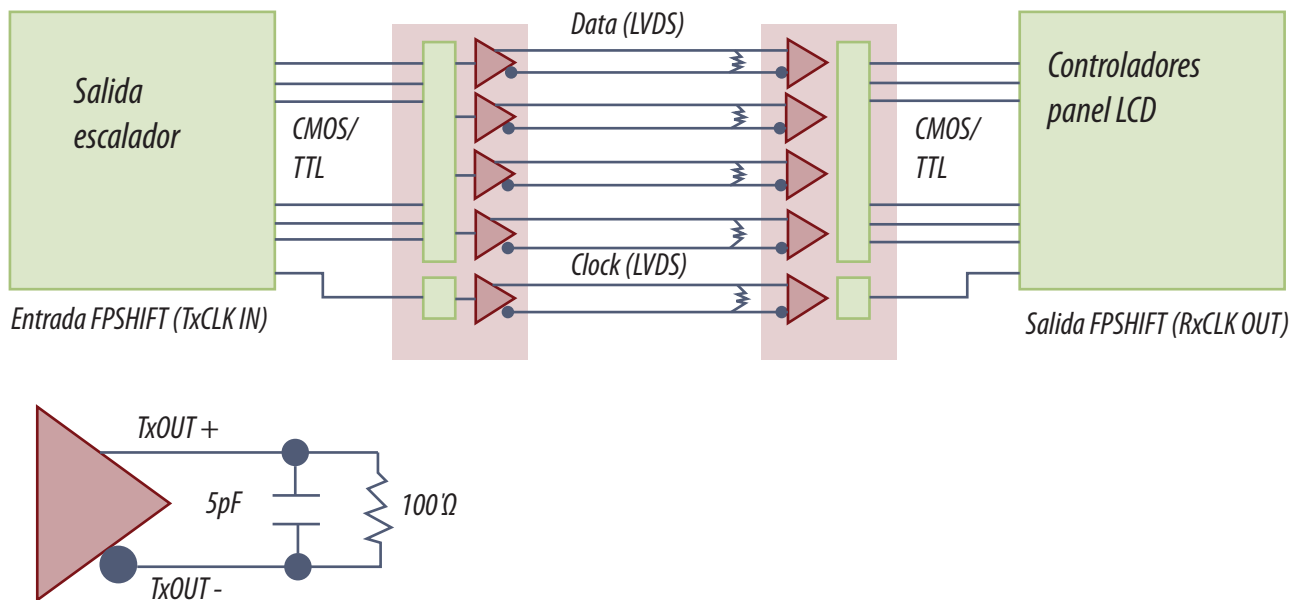 Data (LVDS)
Salida
escalador
CMOS/
TTL
CMOS/
TTL
Controladores
panel LCD
Clock (LVDS)
Entrada FPSHIFT (TxCLK IN)
Salida FPSHIFT (RxCLK OUT)
TxOUT +
5pF
100'Ω
TxOUT -